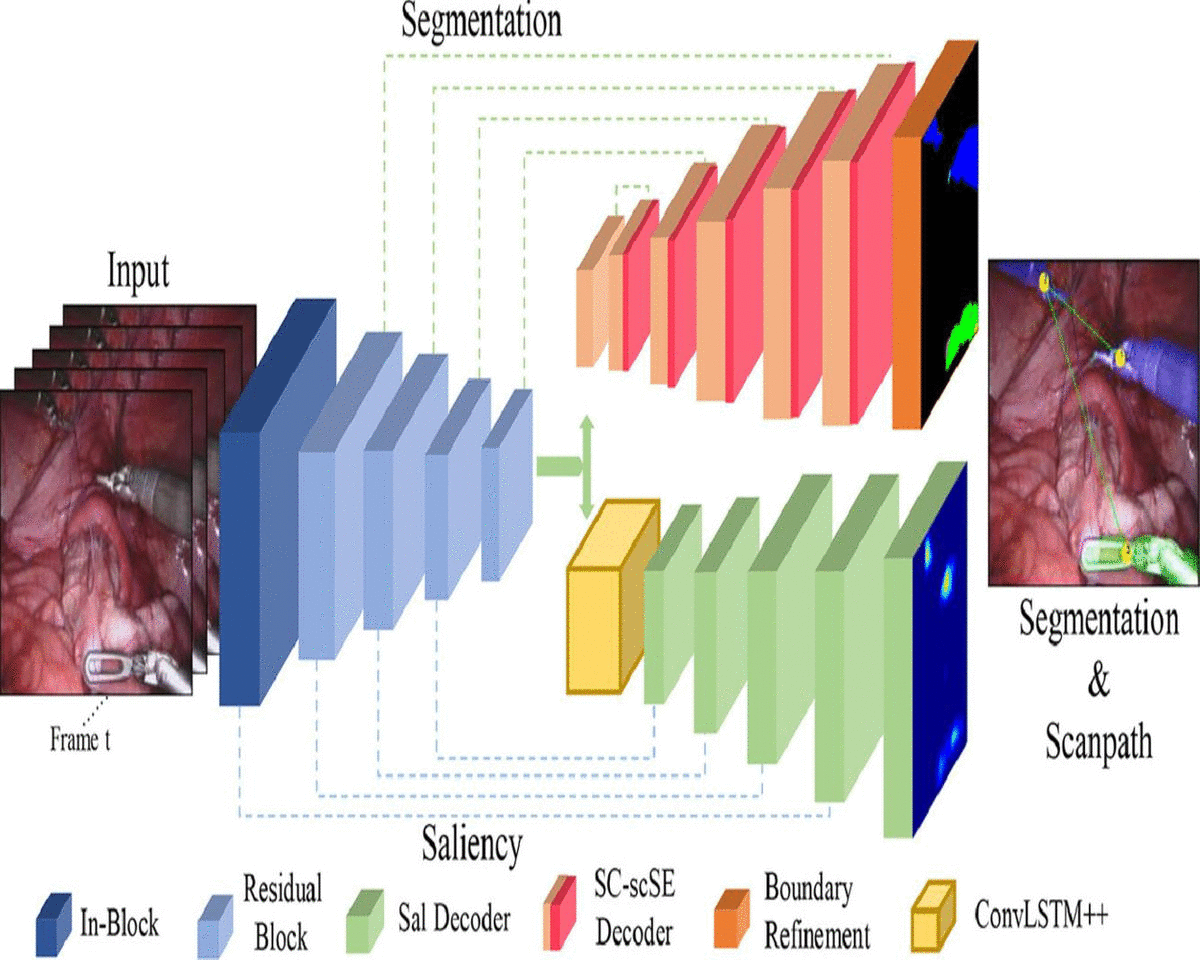 Segmentation
Input
Frame t
Segmentation
&
Scanpath
Saliency
In-Block
Residual
Block
Sal Decoder
SC-scSE
Decoder
Boundary
Refinement
ConvLSTM++